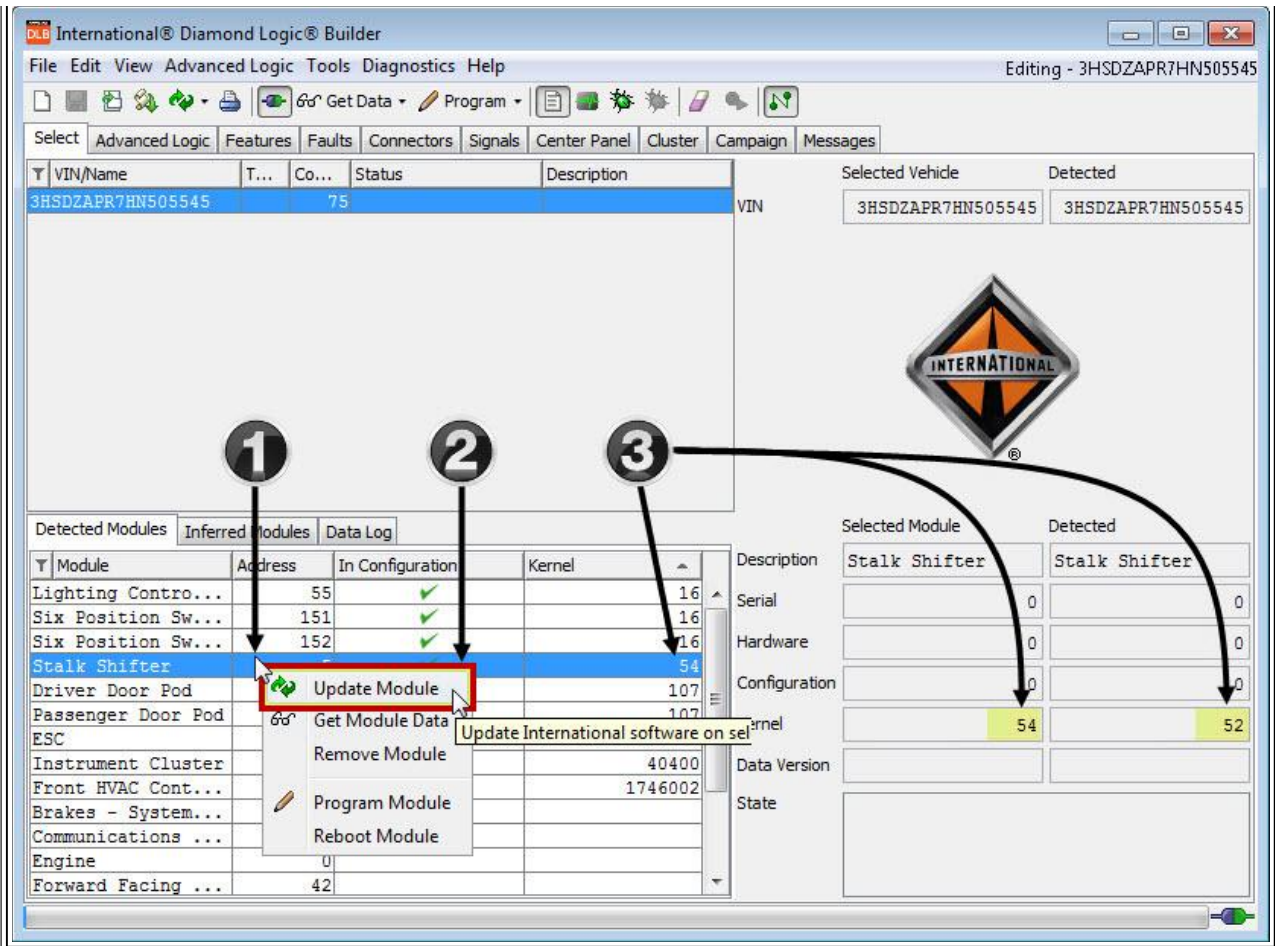 International® Diamond Logic® Builder
File Edit View Advanced Logic Tools Diagnostics Help Editing - 3HSDZAPR7HN505545
Get Data Program
Select Advanced Logic Features Faults Connectors Signals Center Panel Cluster Campaign Messages
VIN/Name T... Co... Status Description Selected Vehicle Detected
3HSDZAPR7HN505545 75
VIN 3HSDZAPR7HN505545 3HSDZAPR7HN505545
INTERNATIONAL
®
1 2 3
Detected Modules Inferred Modules Data Log Selected Module Detected
Module Address In Configuration Kernel
Description Stalk Shifter Stalk Shifter
Lighting Contro... 55 16
Serial 0 0
Six Position Sw... 151 16
Six Position Sw... 152 16
Hardware 0 0
Stalk Shifter 54
Update Module
Configuration 0 0
Driver Door Pod 107
Passenger Door Pod 107
Get Module Data
Update International software on sel
Kernel 54 52
ESC
Remove Module
Instrument Cluster 40400
Data Version
Front HVAC Cont... 1746002
Program Module
State
Brakes - System...
Communications ...
Reboot Module
Engine 0
Forward Facing ... 42